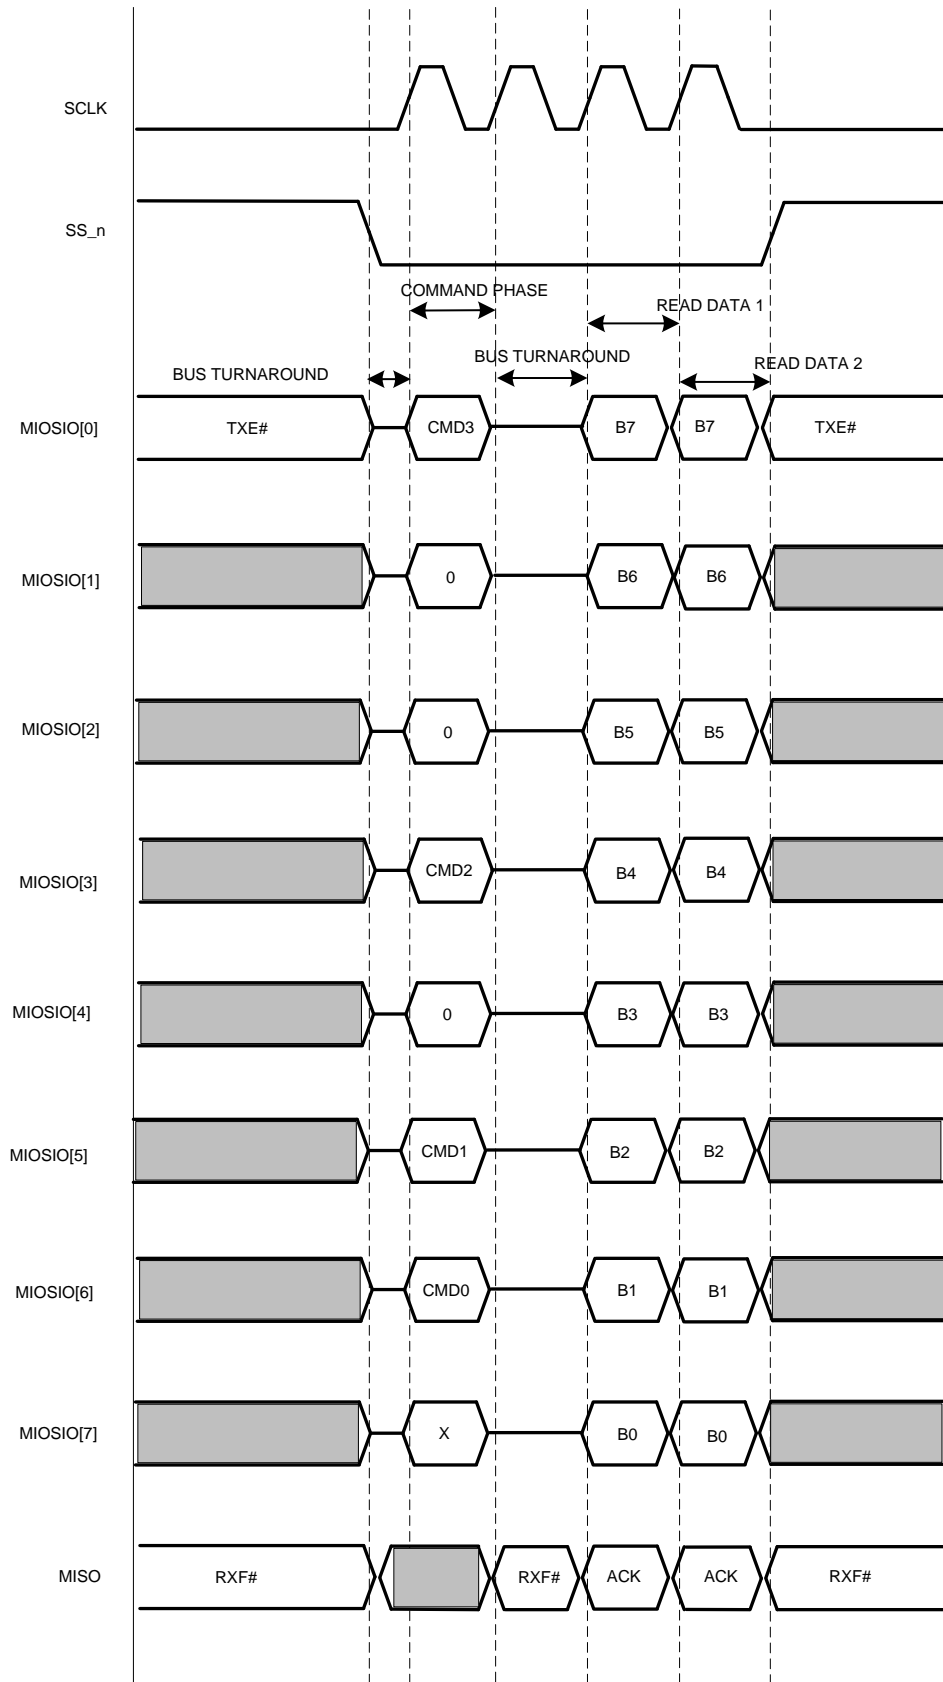 SCLK
SS_n
COMMAND PHASE
READ DATA 1
BUS TURNAROUND
READ DATA 2
BUS TURNAROUND
MIOSIO[0] TXE# CMD3 B7 B7 TXE#
MIOSIO[1] 0 B6 B6
MIOSIO[2] 0 B5 B5
MIOSIO[3] CMD2 B4 B4
MIOSIO[4] 0 B3 B3
MIOSIO[5] CMD1 B2 B2
MIOSIO[6] CMD0 B1 B1
MIOSIO[7] X B0 B0
MISO RXF# RXF# ACK ACK RXF#